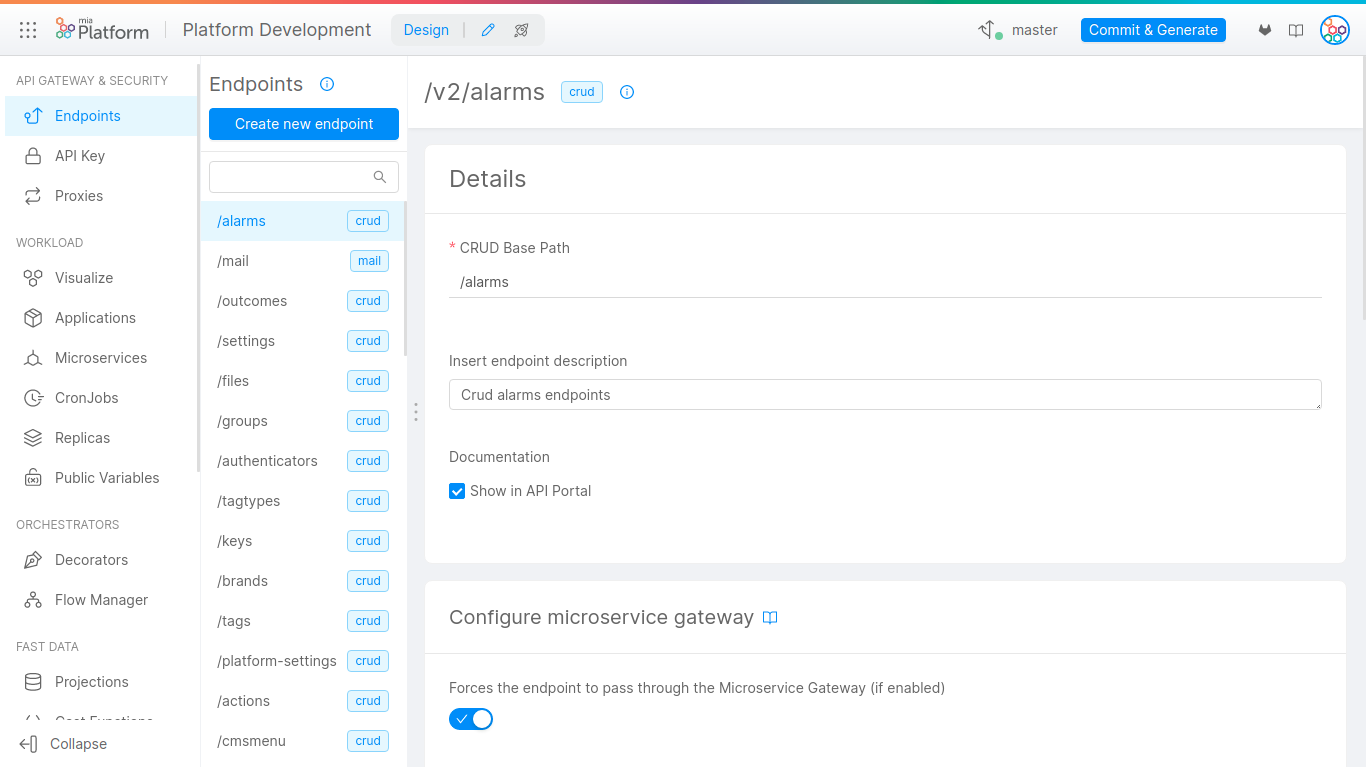 mia
Platform
Platform Development
Design
master
Commit & Generate
API GATEWAY & SECURITY
Endpoints
API Key
Proxies
WORKLOAD
Visualize
Applications
Microservices
CronJobs
Replicas
Public Variables
ORCHESTRATORS
Decorators
Flow Manager
FAST DATA
Projections
Cast Functions
Collapse
Endpoints
Create new endpoint
/alarms crud
/mail mail
/outcomes crud
/settings crud
/files crud
/groups crud
/authenticators crud
/tagtypes crud
/keys crud
/brands crud
/tags crud
/platform-settings crud
/actions crud
/cmsmenu crud
/v2/alarms crud
Details
* CRUD Base Path
/alarms
Insert endpoint description
Crud alarms endpoints
Documentation
Show in API Portal
Configure microservice gateway
Forces the endpoint to pass through the Microservice Gateway (if enabled)